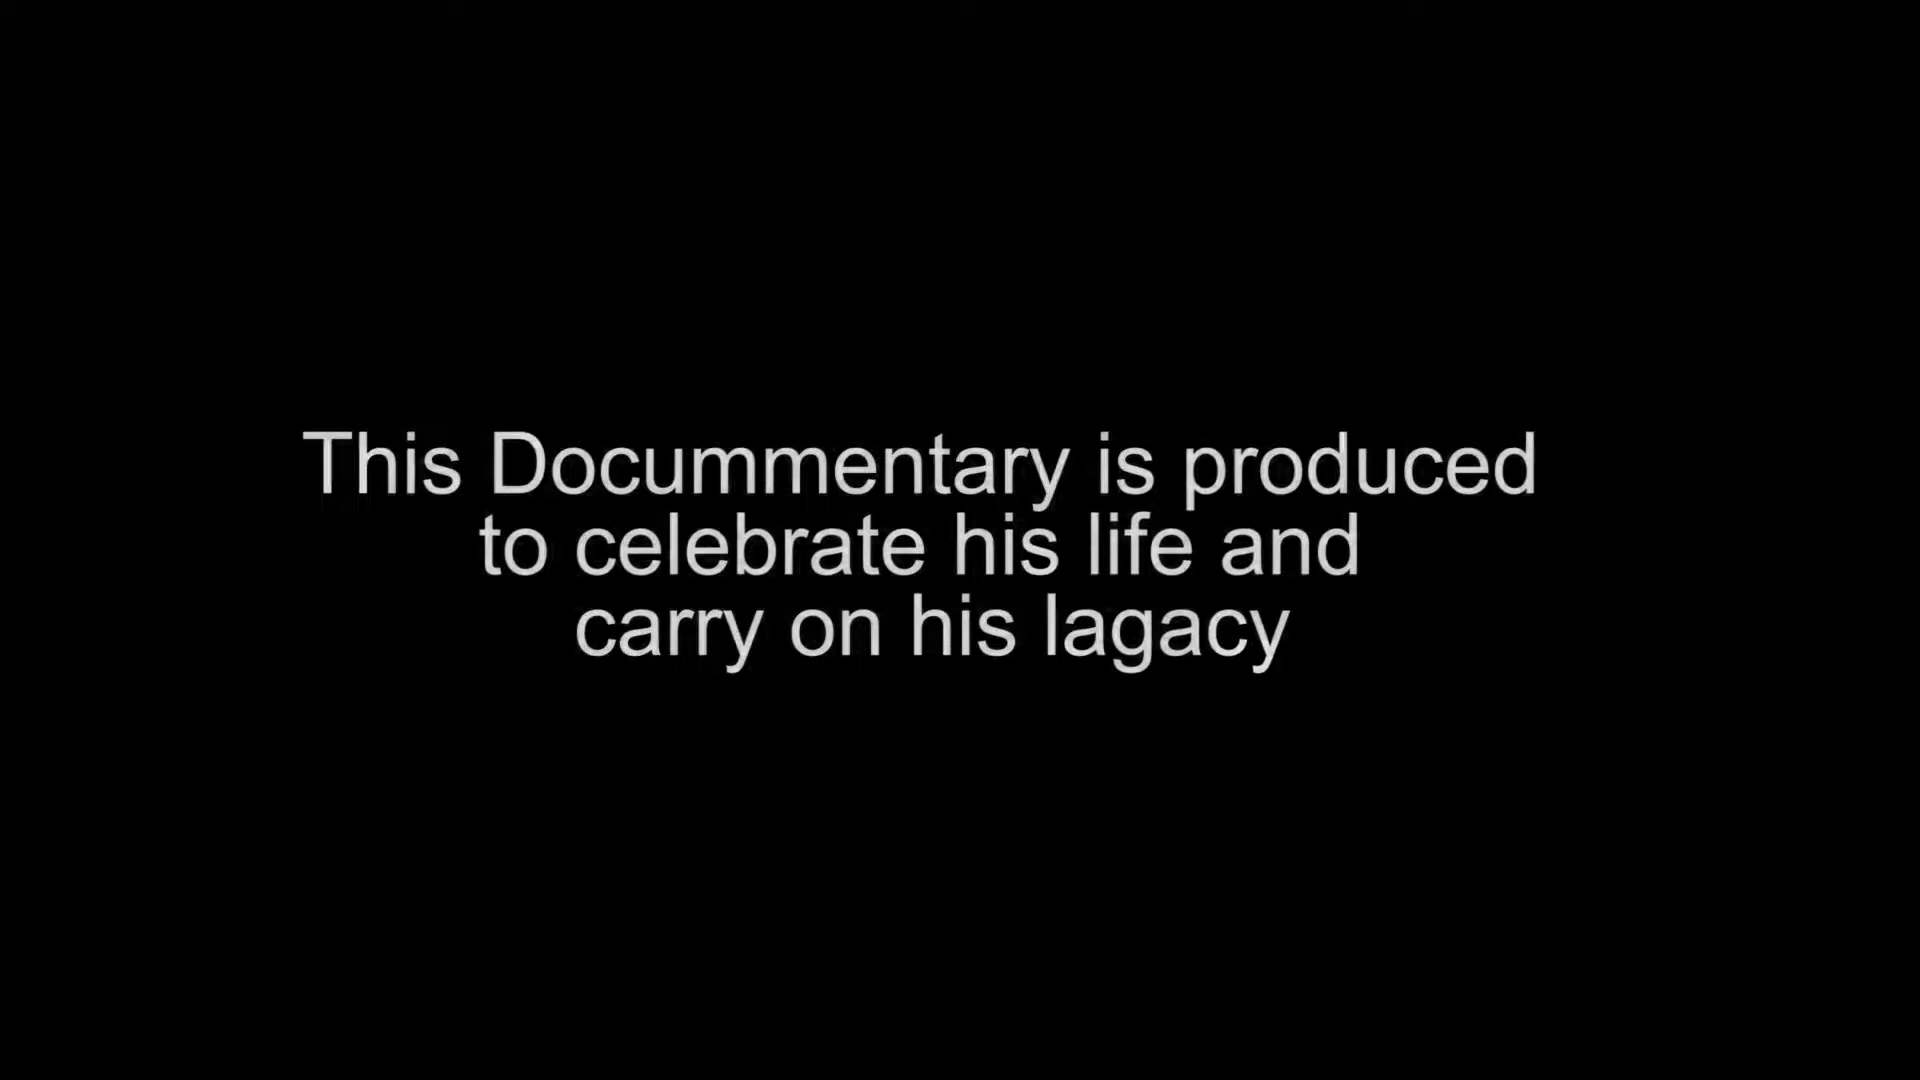 This Docummentary is produced
to celebrate his life and
carry on his lagacy